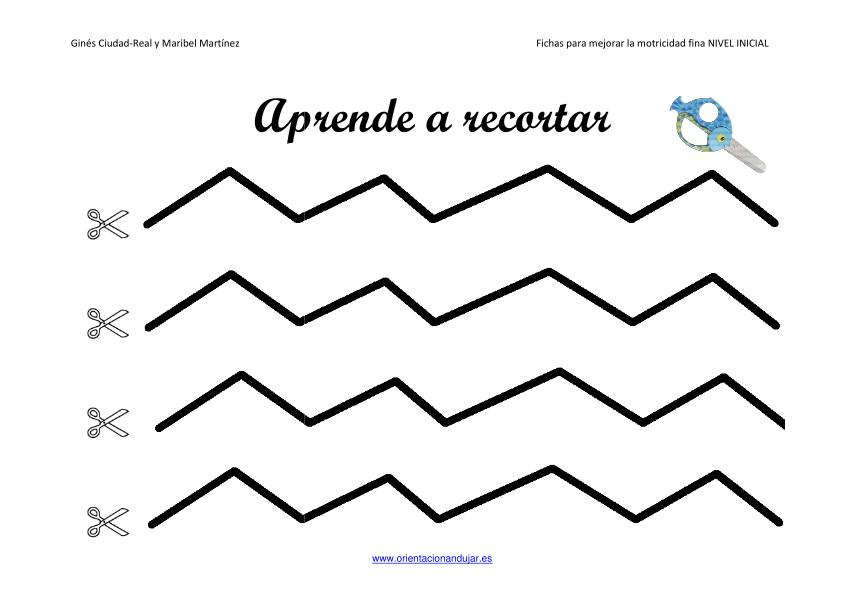 Ginés Ciudad-Real y Maribel Martínez
Fichas para mejorar la motricidad fina NIVEL INICIAL
Aprende a recortar
www.orientacionandujar.es